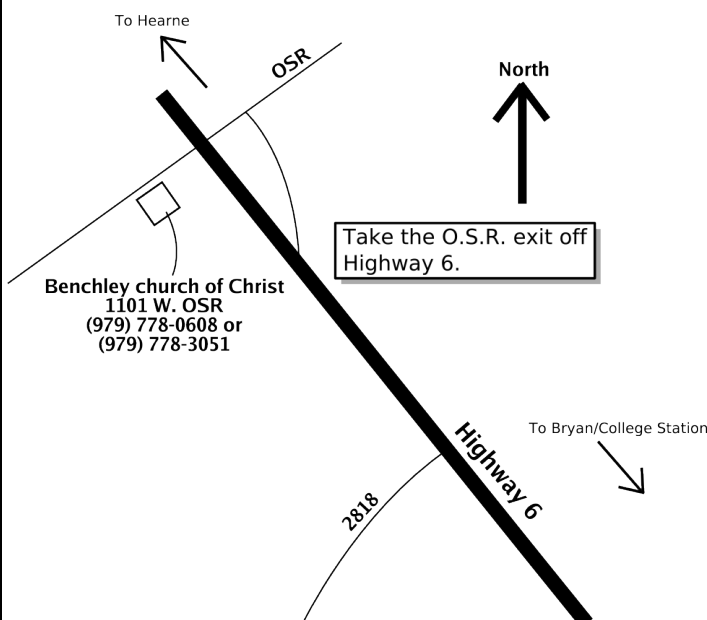 To Hearne
OSR
North
Take the O.S.R. exit off
Highway 6.
Benchley church of Christ
1101 W. OSR
(979) 778-0608 or
(979) 778-3051
To Bryan/College Station
Highway 6
2818